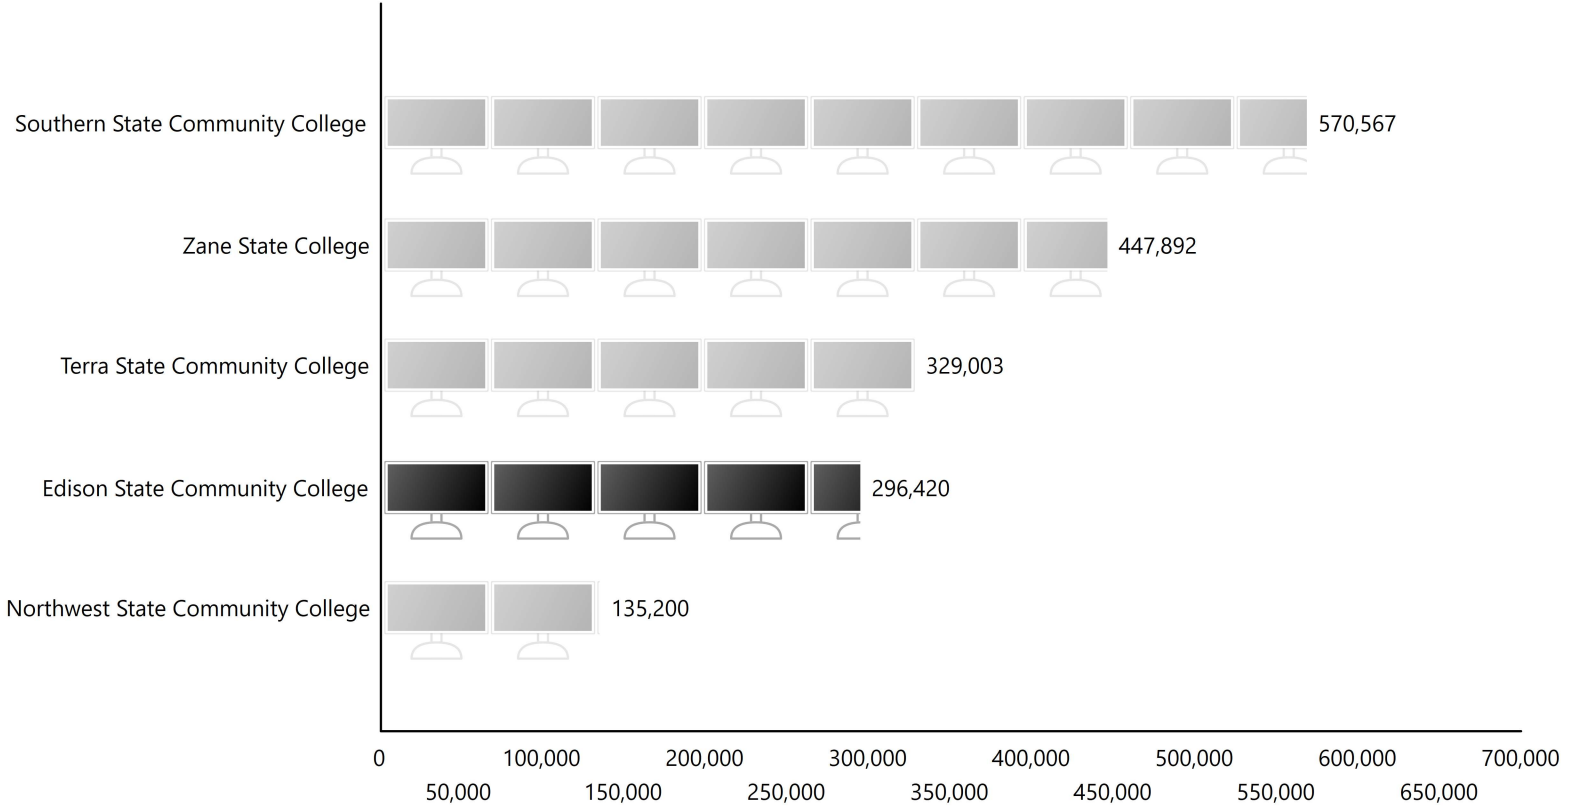 Southern State Community College 570,567
Zane State College 447,892
Terra State Community College 329,003
Edison State Community College 296,420
Northwest State Community College 135,200
0 100,000 200,000 300,000 400,000 500,000 600,000 700,000
50,000 150,000 250,000 350,000 450,000 550,000 650,000